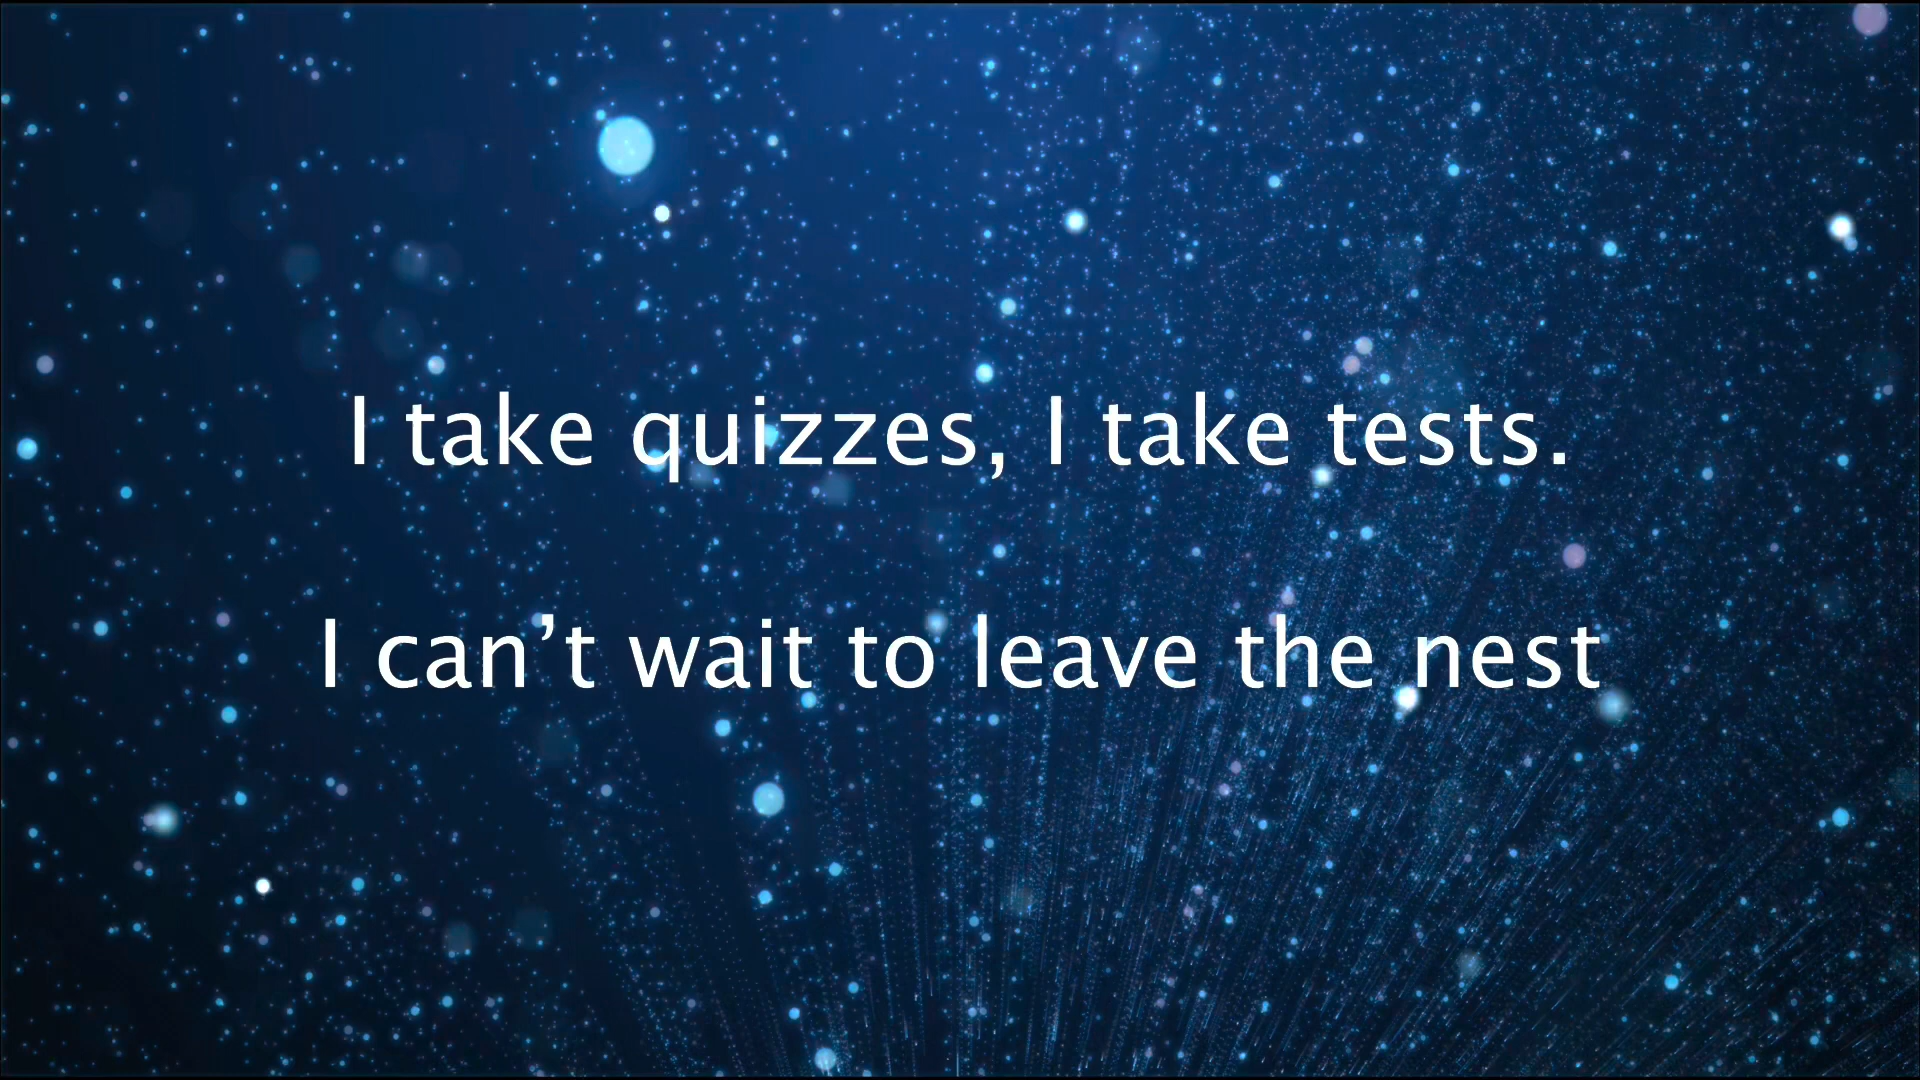 I take quizzes, I take tests.
I can’t wait to leave the nest